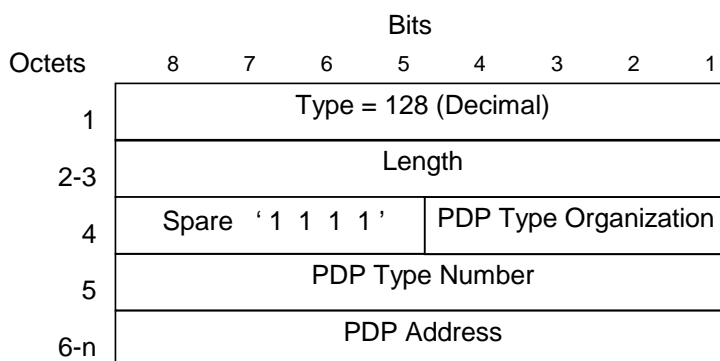 Bits
Octets 8 7 6 5 4 3 2 1
1 Type = 128 (Decimal)
2-3 Length
4 Spare ‘ 1 1 1 1 ’ PDP Type Organization
5 PDP Type Number
6-n PDP Address